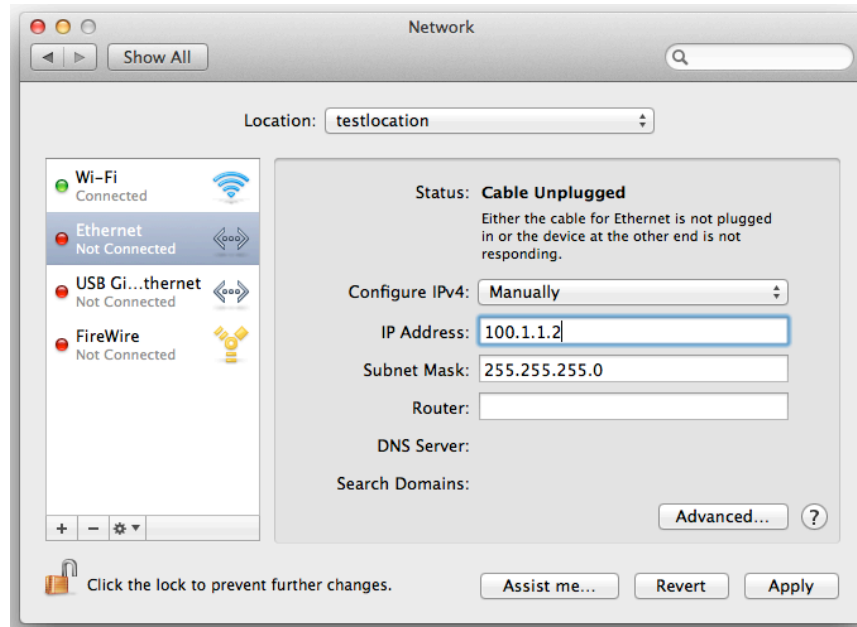 Network
Show All
Location: testlocation
Wi-Fi
Connected
Ethernet
Not Connected
USB Gi...thernet
Not Connected
FireWire
Not Connected
Status: Cable Unplugged
Either the cable for Ethernet is not plugged
in or the device at the other end is not
responding.
Configure IPv4: Manually
IP Address: 100.1.1.2
Subnet Mask: 255.255.255.0
Router:
DNS Server:
Search Domains:
Advanced... ?
Click the lock to prevent further changes.
Assist me... Revert Apply